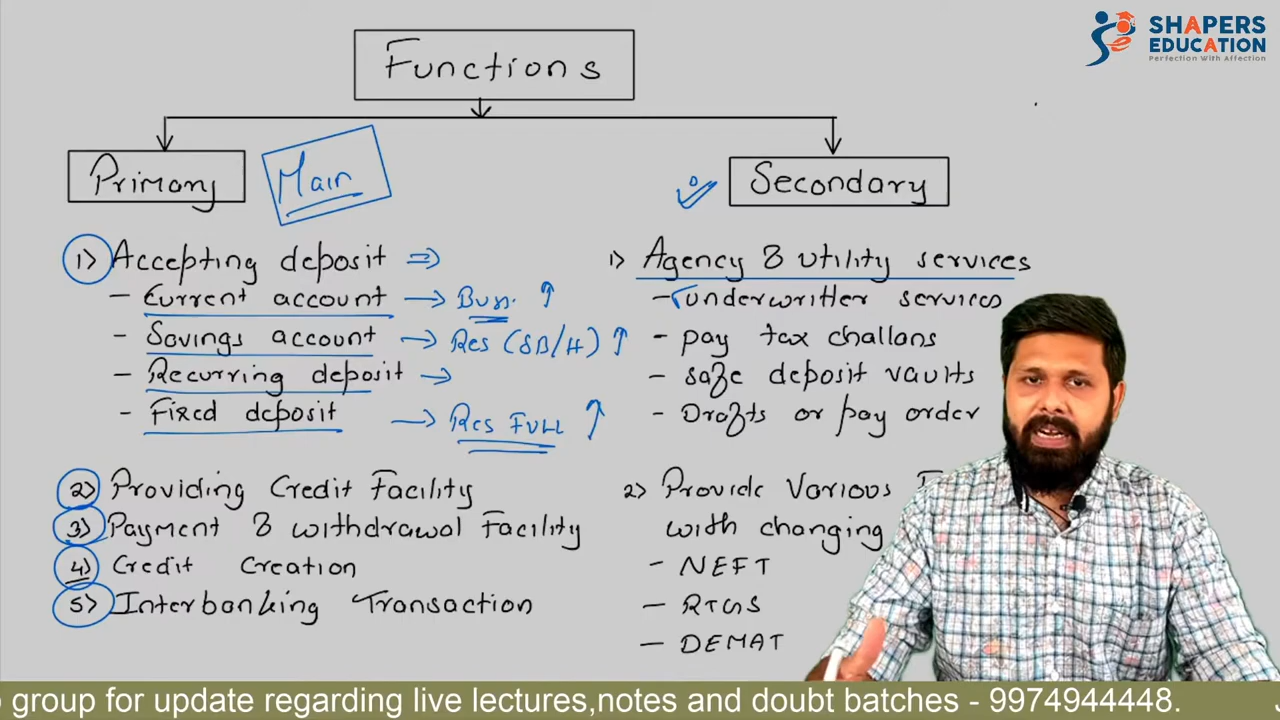 SHAPERS
EDUCATION
Perfection With Affection
Functions
Primary
Main
1) Accepting deposit ⇒
- Current account → Busi. ↑
- Savings account → Res (SB/H) ↑
- Recurring deposit →
- Fixed deposit → Res FULL ↑
2) Providing Credit Facility
3) Payment & withdrawal Facility
4) Credit Creation
5) Interbanking Transaction
Secondary
1) Agency & utility services
- underwritter services
- pay tax challans
- safe deposit vaults
- Drafts or pay order
2) Provide Various
with changing
- NEFT
- RTGS
- DEMAT
group for update regarding live lectures,notes and doubt batches - 9974944448.